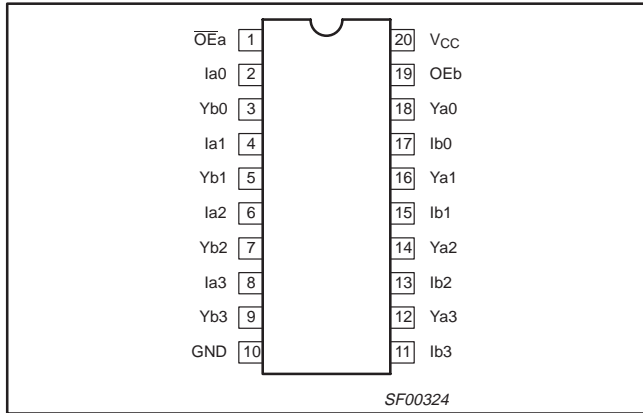 O̅E̅a 1 20 VCC
Ia0 2 19 OEb
Yb0 3 18 Ya0
Ia1 4 17 Ib0
Yb1 5 16 Ya1
Ia2 6 15 Ib1
Yb2 7 14 Ya2
Ia3 8 13 Ib2
Yb3 9 12 Ya3
GND 10 11 Ib3
SF00324